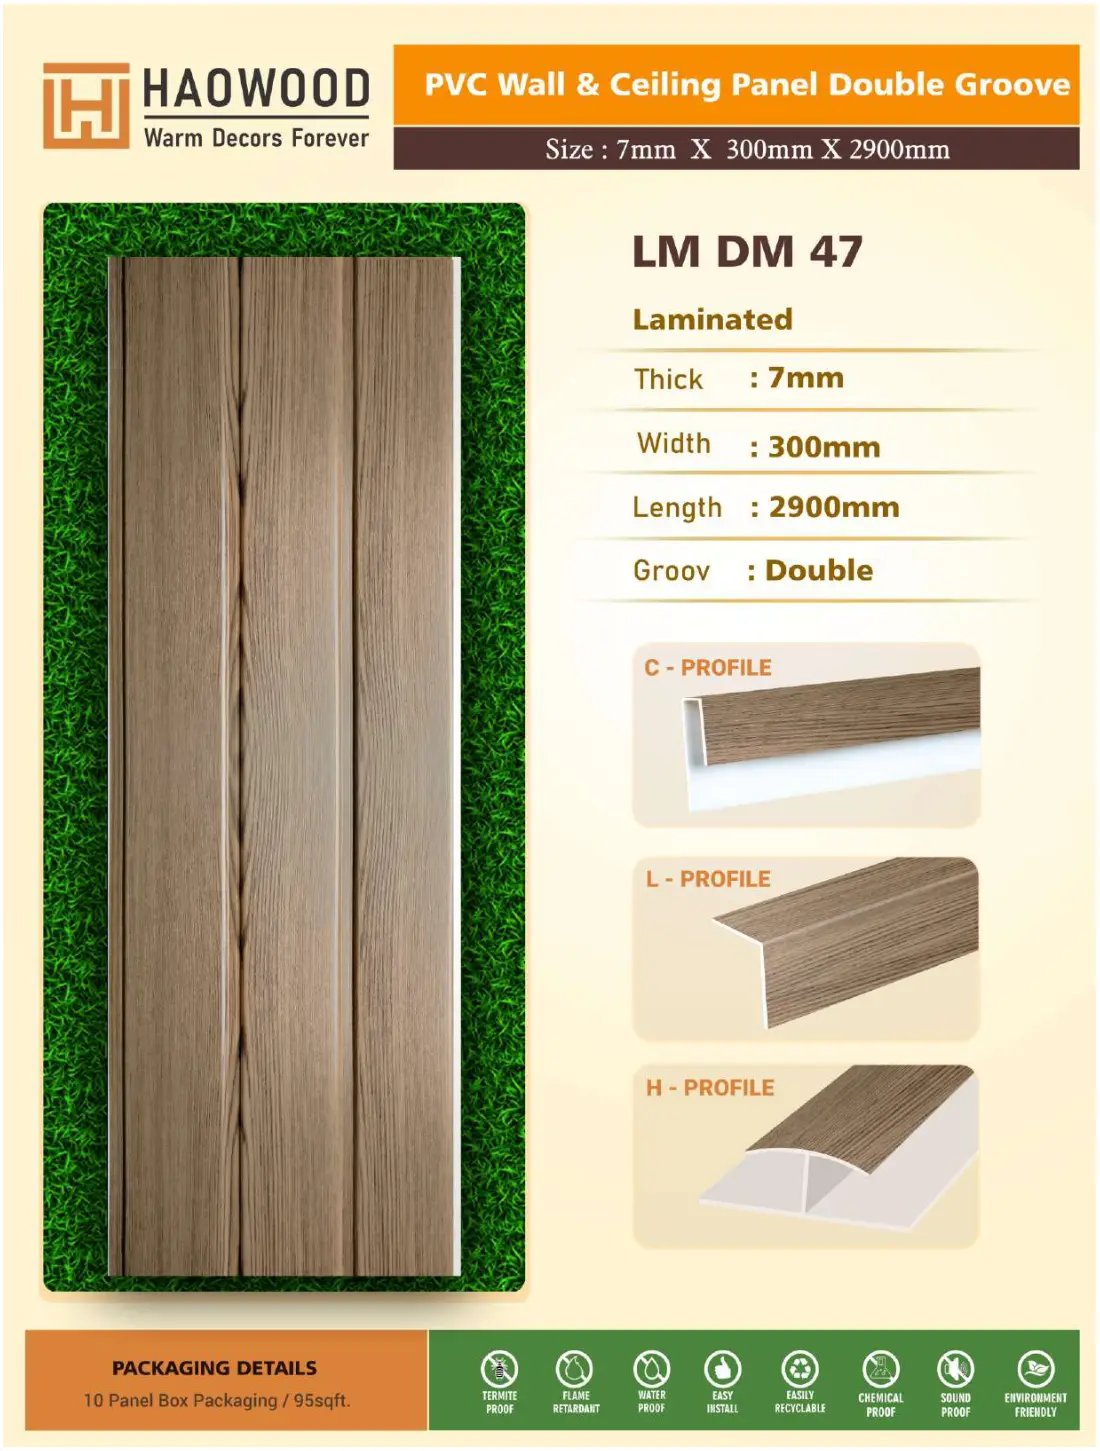 HAOWOOD
Warm Decors Forever
PVC Wall & Ceiling Panel Double Groove
Size : 7mm X 300mm X 2900mm
LM DM 47
Laminated
Thick : 7mm
Width : 300mm
Length : 2900mm
Groov : Double
C - PROFILE
L - PROFILE
H - PROFILE
PACKAGING DETAILS
10 Panel Box Packaging / 95sqft.
TERMITE
PROOF
FLAME
RETARDANT
WATER
PROOF
EASY
INSTALL
EASILY
RECYCLABLE
CHEMICAL
PROOF
SOUND
PROOF
ENVIRONMENT
FRIENDLY